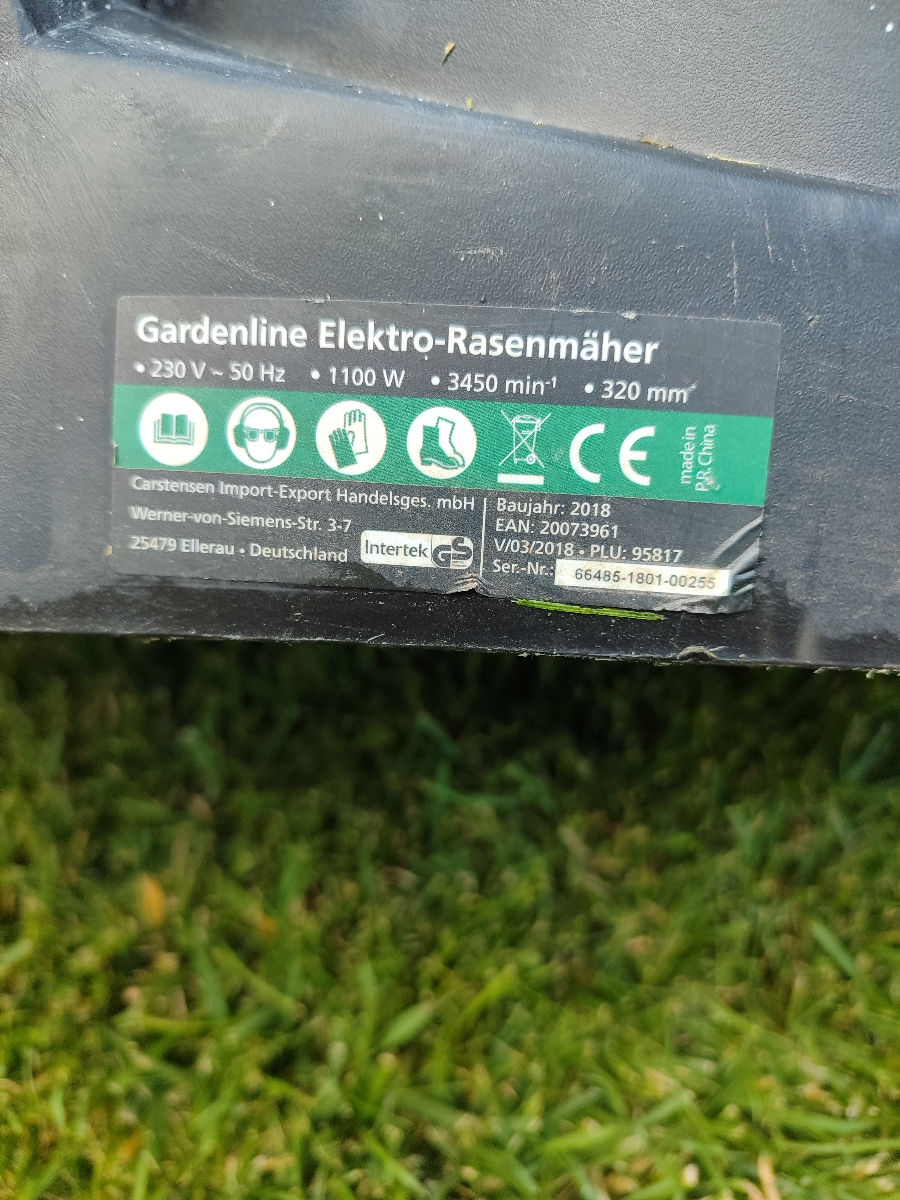 Gardenline Elektro-Rasenmäher
• 230 V ~ 50 Hz • 1100 W • 3450 min⁻¹ • 320 mm
CE
made in
P.R. China
Carstensen Import-Export Handelsges. mbH
Werner-von-Siemens-Str. 3-7
25479 Ellerau • Deutschland
Intertek GS
Baujahr: 2018
EAN: 20073961
V/03/2018 • PLU: 95817
Ser.-Nr.: 66485-1801-00255